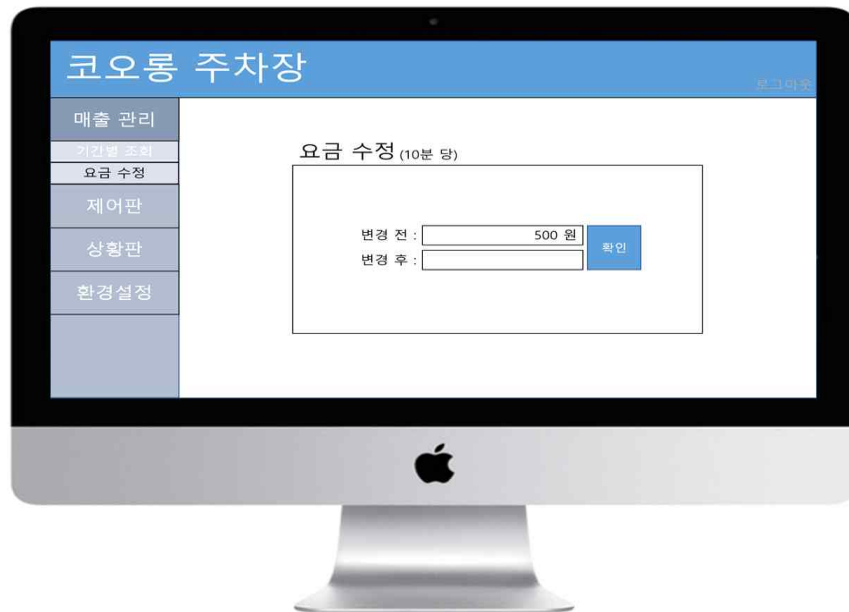 코오롱 주차장
로그아웃
매출 관리
기간별 조회
요금 수정
제어판
상황판
환경설정
요금 수정 (10분 당)
변경 전 : 500 원
변경 후 :
확인